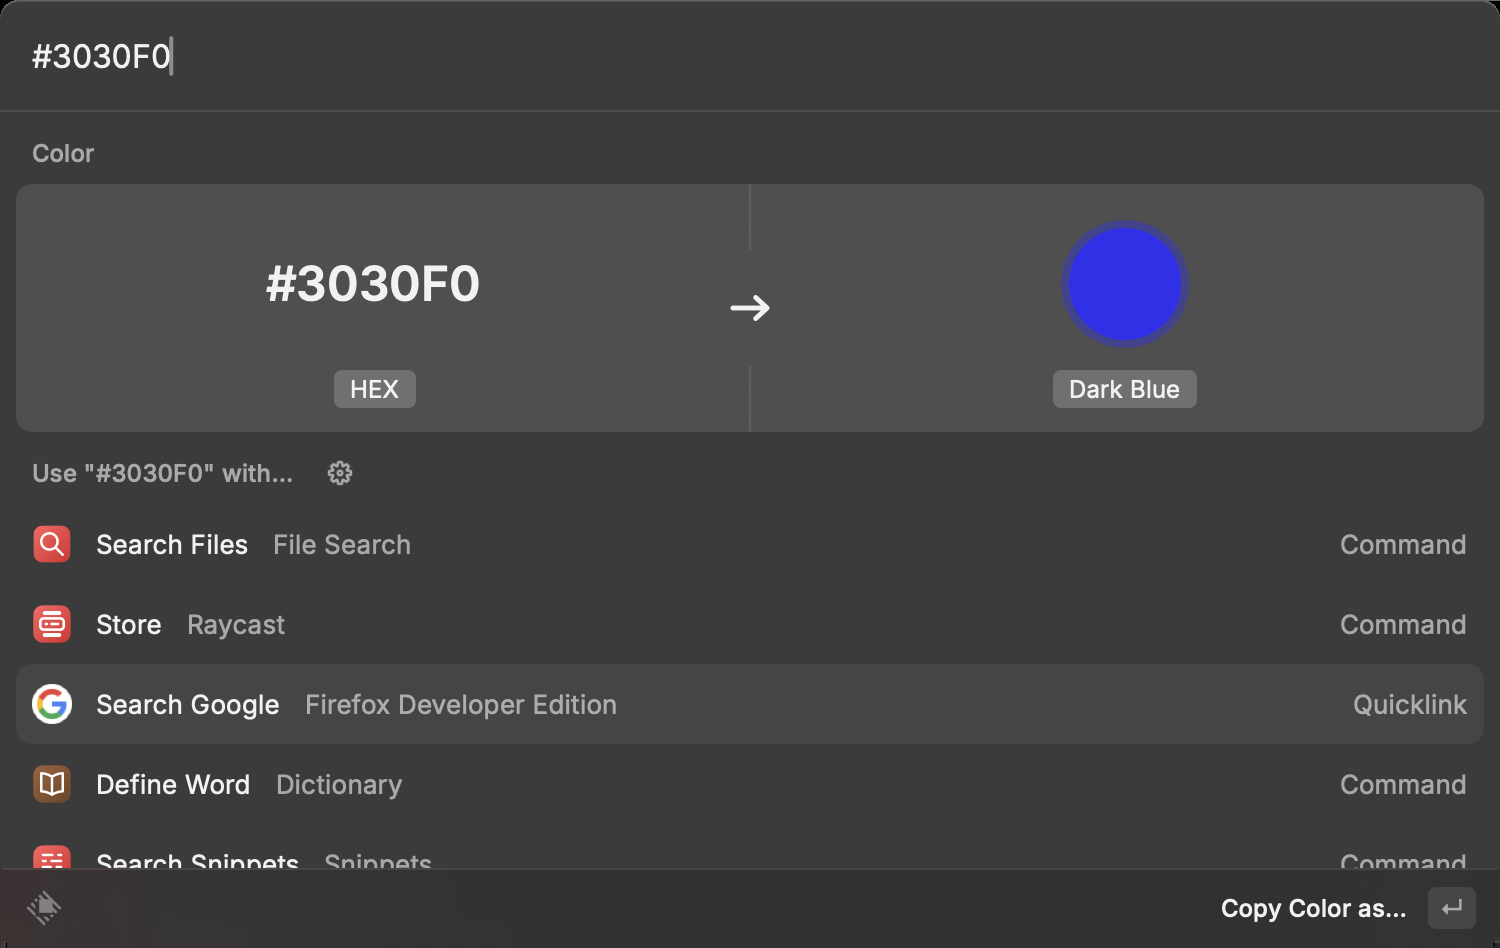 #3030F0
Color
#3030F0
HEX
Dark Blue
Use "#3030F0" with...
Search Files File Search Command
Store Raycast Command
Search Google Firefox Developer Edition Quicklink
Define Word Dictionary Command
Search Snippets Snippets Command
Copy Color as...